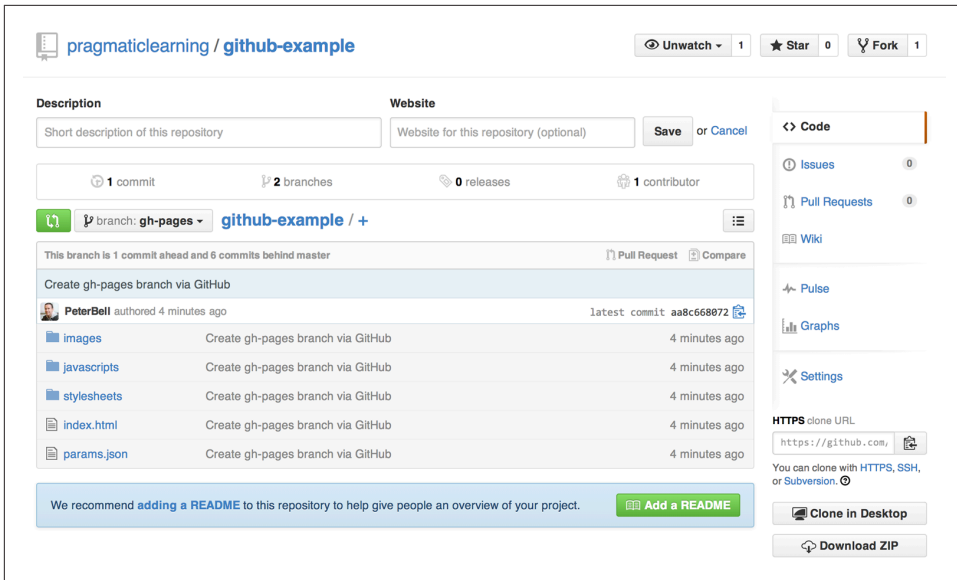 pragmaticlearning / github-example
Unwatch 1 Star 0 Fork 1
Description Website
Short description of this repository Website for this repository (optional) Save or Cancel
1 commit 2 branches 0 releases 1 contributor
branch: gh-pages github-example / +
This branch is 1 commit ahead and 6 commits behind master Pull Request Compare
Create gh-pages branch via GitHub
PeterBell authored 4 minutes ago latest commit aa8c668072
images Create gh-pages branch via GitHub 4 minutes ago
javascripts Create gh-pages branch via GitHub 4 minutes ago
stylesheets Create gh-pages branch via GitHub 4 minutes ago
index.html Create gh-pages branch via GitHub 4 minutes ago
params.json Create gh-pages branch via GitHub 4 minutes ago
We recommend adding a README to this repository to help give people an overview of your project. Add a README
Code
Issues 0
Pull Requests 0
Wiki
Pulse
Graphs
Settings
HTTPS clone URL
https://github.com/
You can clone with HTTPS, SSH,
or Subversion.
Clone in Desktop
Download ZIP